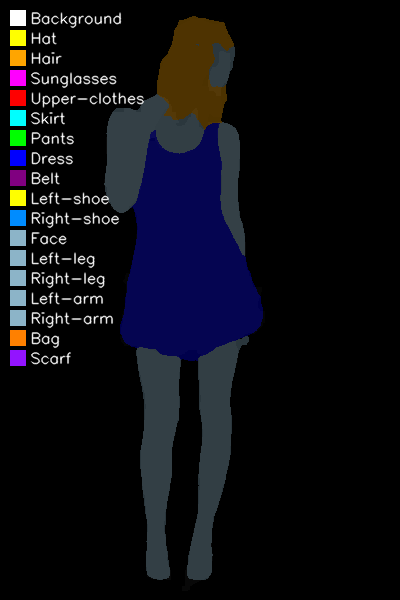 Background
Hat
Hair
Sunglasses
Upper-clothes
Skirt
Pants
Dress
Belt
Left-shoe
Right-shoe
Face
Left-leg
Right-leg
Left-arm
Right-arm
Bag
Scarf